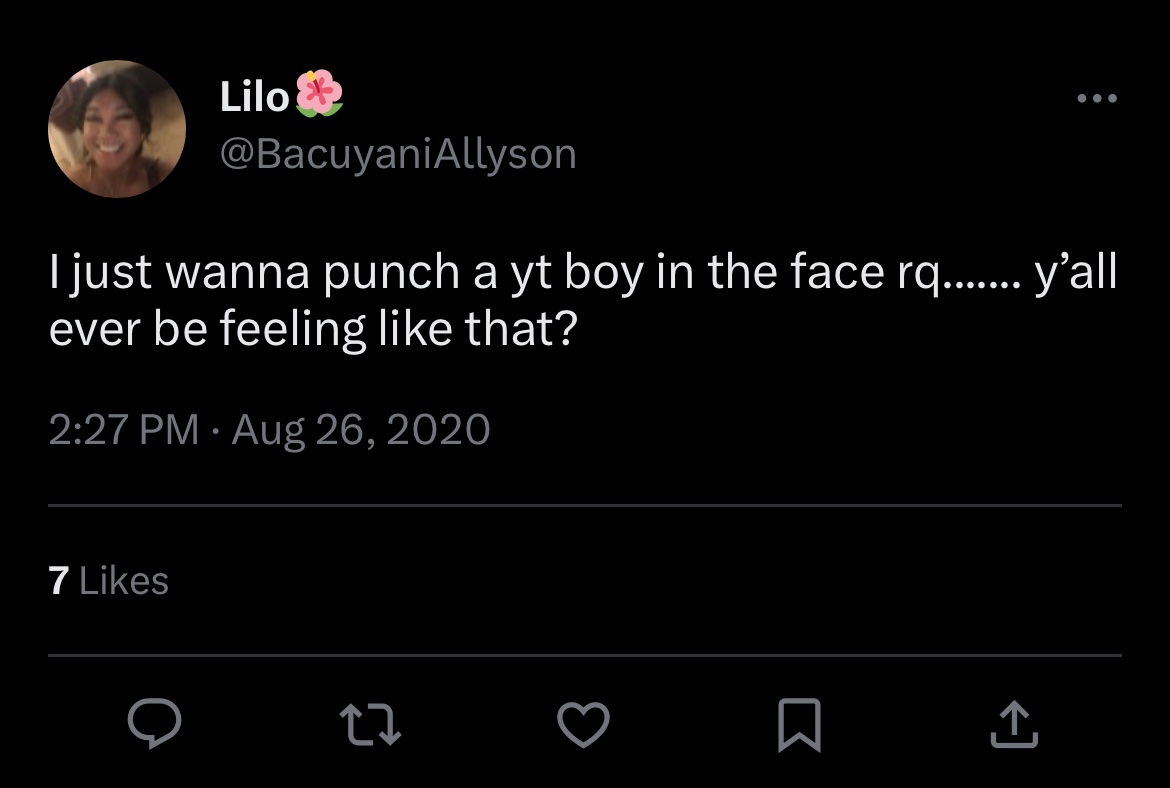 Lilo🌺
@BacuyaniAllyson
I just wanna punch a yt boy in the face rq....... y’all
ever be feeling like that?
2:27 PM · Aug 26, 2020
7 Likes